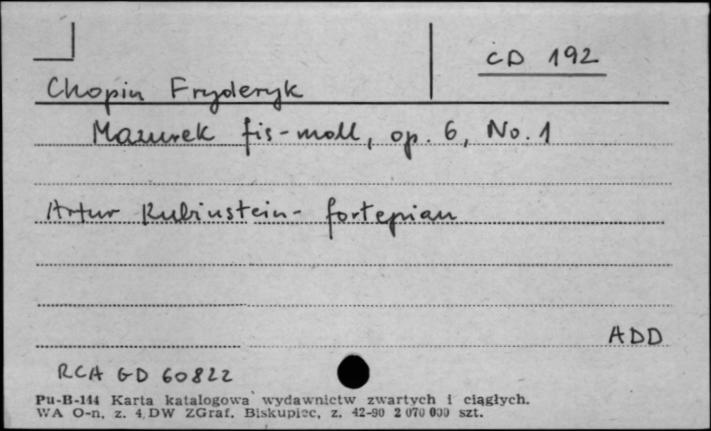 CD 192
Chopin Fryderyk
Mazurek fis-moll, op. 6, No. 1
Artur Rubinstein - fortepian
ADD
RCA GD 60822
Pu-B-144 Karta katalogowa wydawnictw zwartych i ciągłych.
WA O-n, z. 4, DW ZGraf. Biskupiec, z. 42-90 2 070 000 szt.